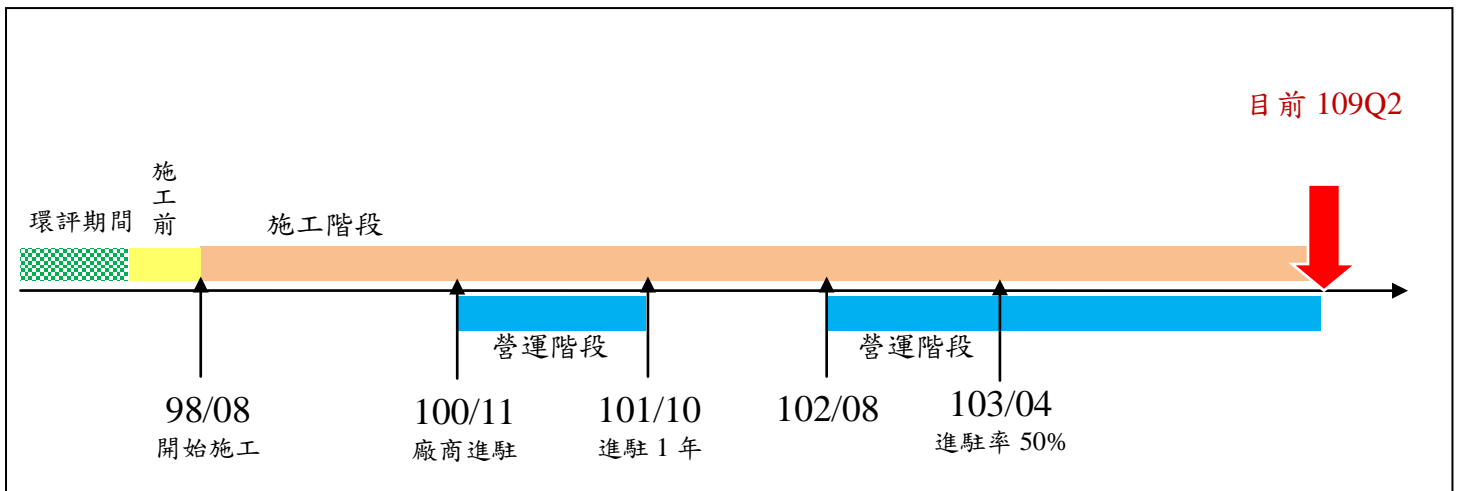 目前 109Q2
環評期間
施工前
施工階段
營運階段
營運階段
98/08
開始施工
100/11
廠商進駐
101/10
進駐 1 年
102/08
103/04
進駐率 50%